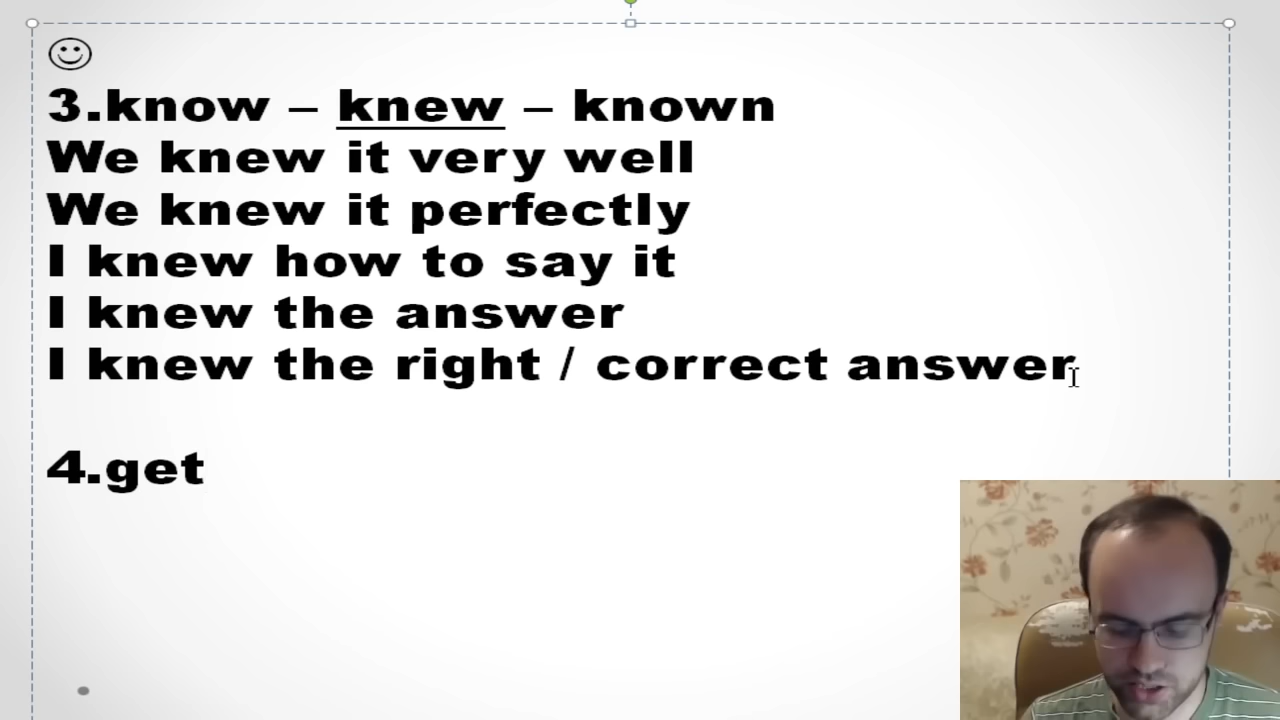 3.know – knew – known
We knew it very well
We knew it perfectly
I knew how to say it
I knew the answer
I knew the right / correct answer
4.get